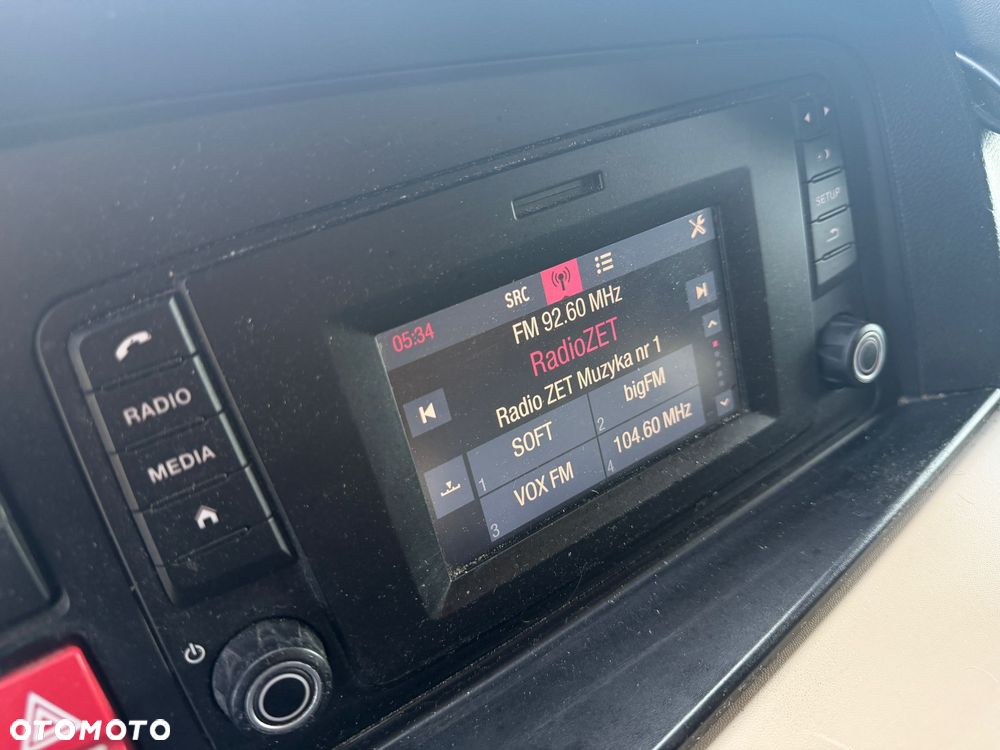 SETUP
SRC
05:34
FM 92.60 MHz
RadioZET
Radio ZET Muzyka nr 1
1 SOFT
2 bigFM
3 VOX FM
4 104.60 MHz
RADIO
MEDIA
OTOMOTO